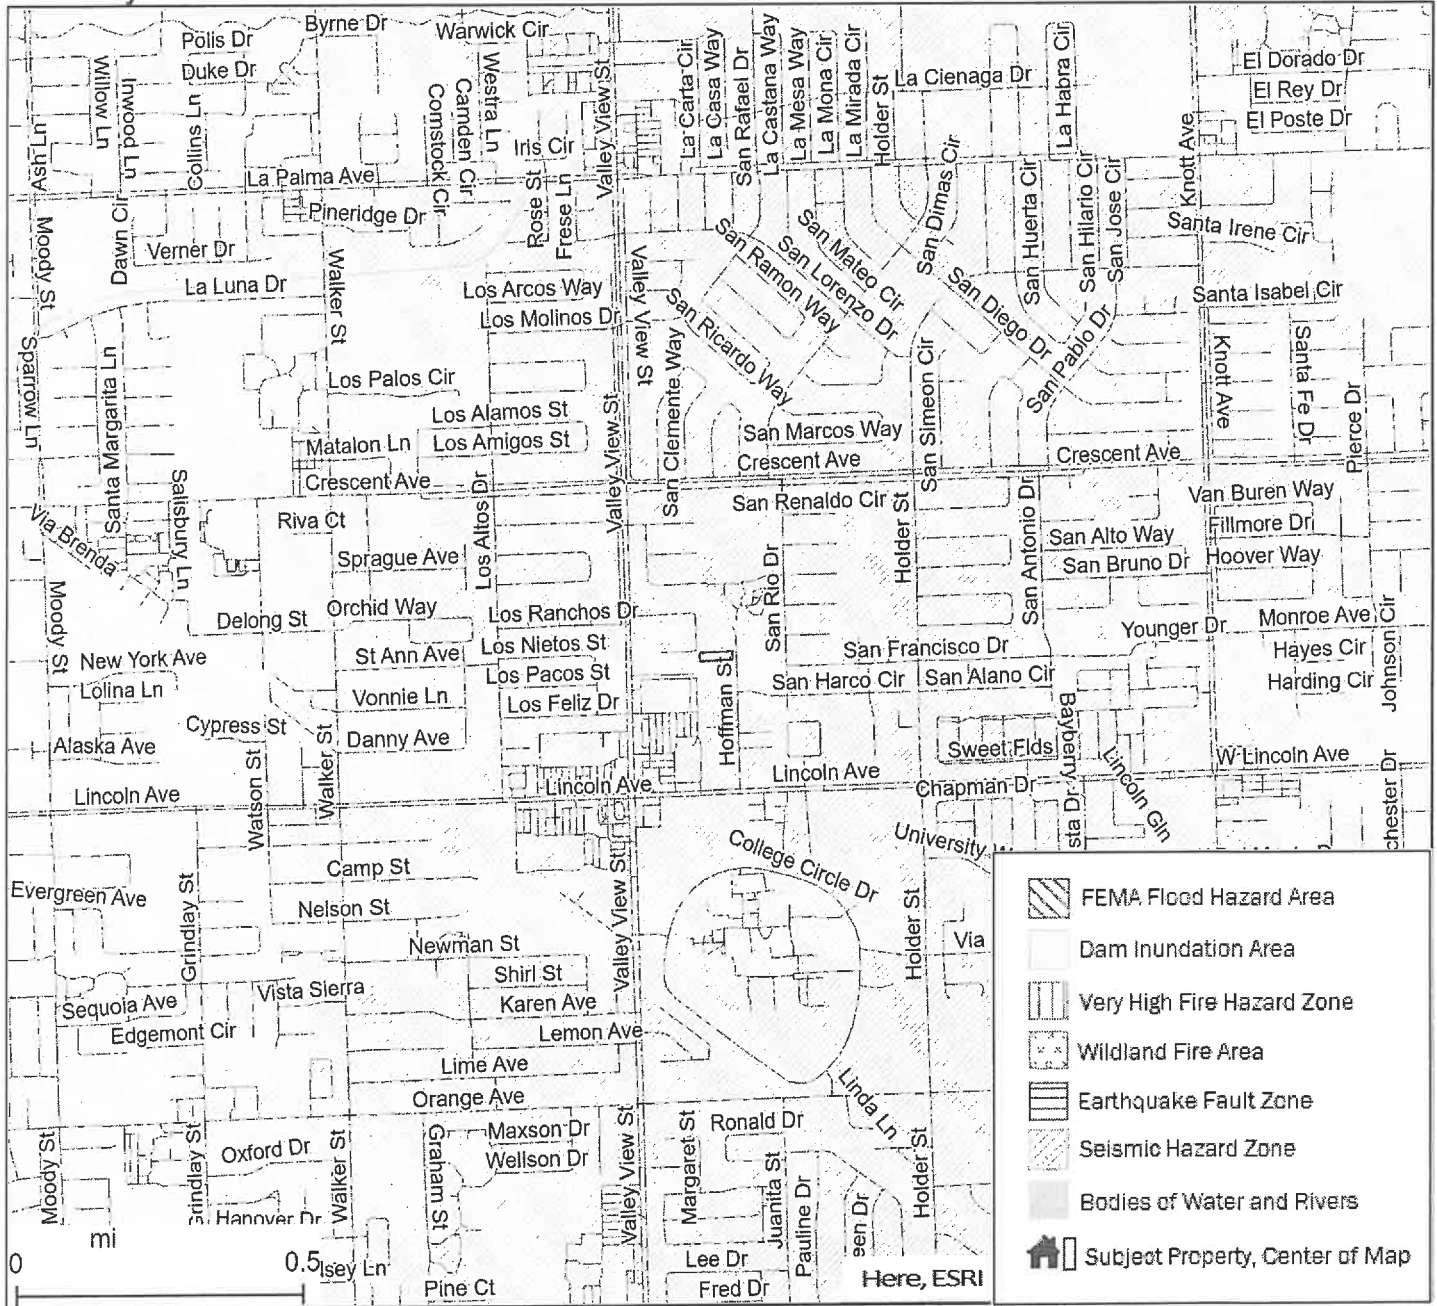 Byrne Dr
Warwick Cir
Polis Dr
Duke Dr
Willow Ln
Inwood Ln
Collins Ln
Ash Ln
Comstock Cir
Camden Cir
Westra Ln
Iris Cir
Valley View St
La Carta Cir
La Casa Way
San Rafael Dr
La Castana Way
La Mesa Way
La Mona Cir
La Mirada Cir
Holder St
La Cienaga Dr
La Habra Cir
El Dorado Dr
El Rey Dr
El Poste Dr
Knott Ave
La Palma Ave
Pineridge Dr
Rose St
Frese Ln
Moody St
Dawn Cir
Verner Dr
La Luna Dr
Walker St
Los Arcos Way
Los Molinos Dr
Valley View St
San Ramon Way
San Lorenzo Dr
San Mateo Cir
San Dimas Cir
San Diego Dr
San Huerta Cir
San Hilario Cir
San Jose Cir
Santa Irene Cir
Santa Isabel Cir
San Pablo Dr
San Ricardo Way
San Clemente Way
San Simeon Cir
Sparrow Ln
Santa Margarita Ln
Los Palos Cir
Los Alamos St
Los Amigos St
Matalon Ln
Crescent Ave
Valley View St
San Marcos Way
Crescent Ave
Crescent Ave
Knott Ave
Santa Fe Dr
Pierce Dr
Via Brenda
Salisbury Ln
Riva Ct
Sprague Ave
Los Altos Dr
San Renaldo Cir
Holder St
San Antonio Dr
San Alto Way
San Bruno Dr
Van Buren Way
Fillmore Dr
Hoover Way
Moody St
Delong St
Orchid Way
Los Ranchos Dr
San Rio Dr
San Francisco Dr
Younger Dr
Monroe Ave
Hayes Cir
Harding Cir
Johnson Cir
New York Ave
Lolina Ln
St Ann Ave
Los Nietos St
Los Pacos St
Los Feliz Dr
Hoffman St
San Harco Cir
San Alano Cir
Vonnie Ln
Cypress St
Danny Ave
Alaska Ave
Watson St
Walker St
Lincoln Ave
Lincoln Ave
Lincoln Ave
Sweet Flds
Bayberry
Chapman Dr
Lincoln Gln
W Lincoln Ave
chester Dr
sta Dr
University
College Circle Dr
Camp St
Evergreen Ave
Nelson St
Grindlay St
Newman St
Shirl St
Karen Ave
Lemon Ave
Valley View St
Holder St
Via
Sequoia Ave
Vista Sierra
Edgemont Cir
Lime Ave
Orange Ave
Linda Ln
Ronald Dr
Moody St
Grindlay St
Oxford Dr
Walker St
Graham St
Maxson Dr
Wellson Dr
Valley View St
Margaret St
Juanita St
Pauline Dr
een Dr
Holder St
Hanover Dr
Lee Dr
Fred Dr
Pine Ct
lsey Ln
0
mi
0.5
Here, ESRI
FEMA Flood Hazard Area
Dam Inundation Area
Very High Fire Hazard Zone
Wildland Fire Area
Earthquake Fault Zone
Seismic Hazard Zone
Bodies of Water and Rivers
Subject Property, Center of Map